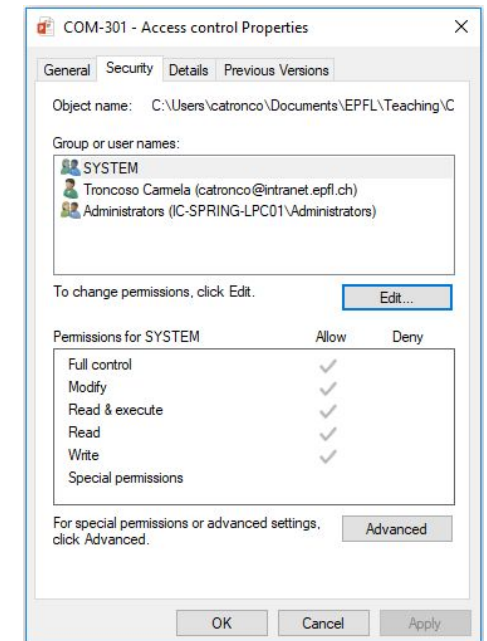 COM-301 - Access control Properties
General Security Details Previous Versions
Object name: C:\Users\catronco\Documents\EPFL\Teaching\C
Group or user names:
SYSTEM
Troncoso Carmela (catronco@intranet.epfl.ch)
Administrators (IC-SPRING-LPC01\Administrators)
To change permissions, click Edit. Edit...
Permissions for SYSTEM Allow Deny
Full control
Modify
Read & execute
Read
Write
Special permissions
For special permissions or advanced settings, Advanced
click Advanced.
OK Cancel Apply